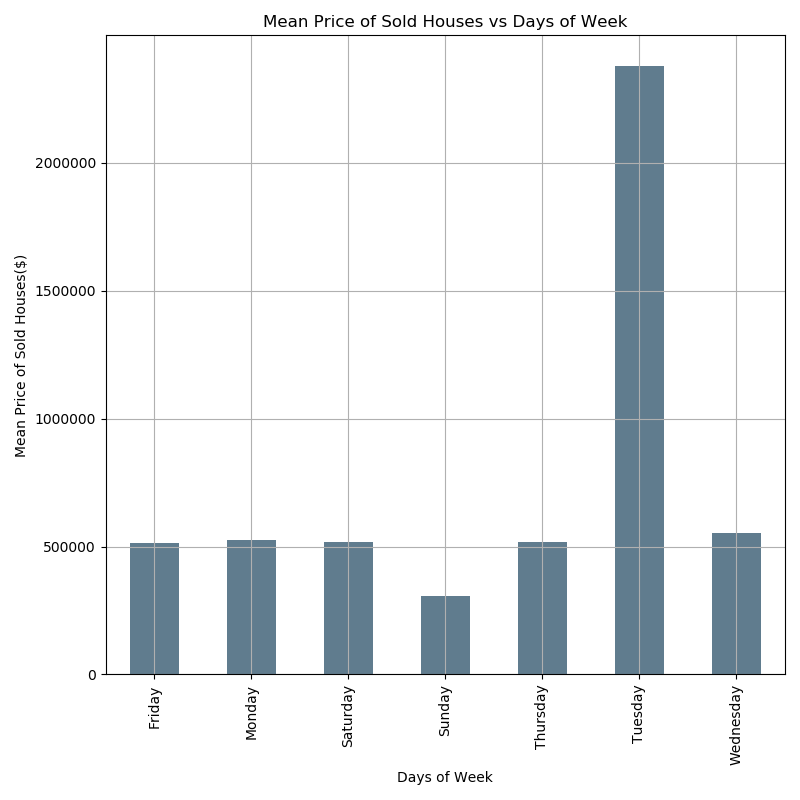 Mean Price of Sold Houses vs Days of Week
Mean Price of Sold Houses($)
2000000
1500000
1000000
500000
0
Friday
Monday
Saturday
Sunday
Thursday
Tuesday
Wednesday
Days of Week